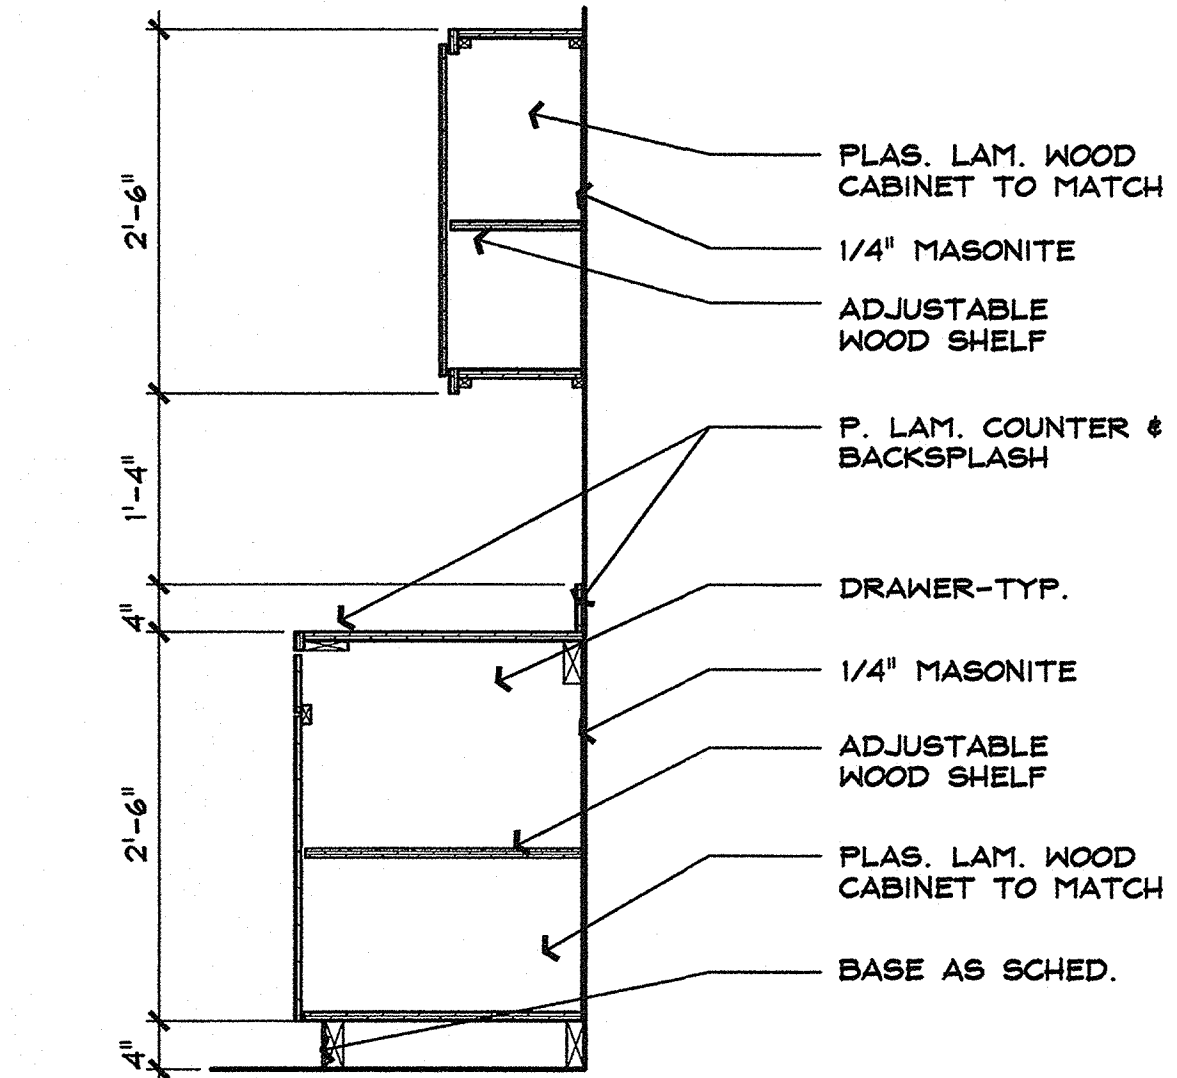 2'-6"
1'-4"
4"
2'-6"
4"
PLAS. LAM. WOOD
CABINET TO MATCH
1/4" MASONITE
ADJUSTABLE
WOOD SHELF
P. LAM. COUNTER &
BACKSPLASH
DRAWER-TYP.
1/4" MASONITE
ADJUSTABLE
WOOD SHELF
PLAS. LAM. WOOD
CABINET TO MATCH
BASE AS SCHED.